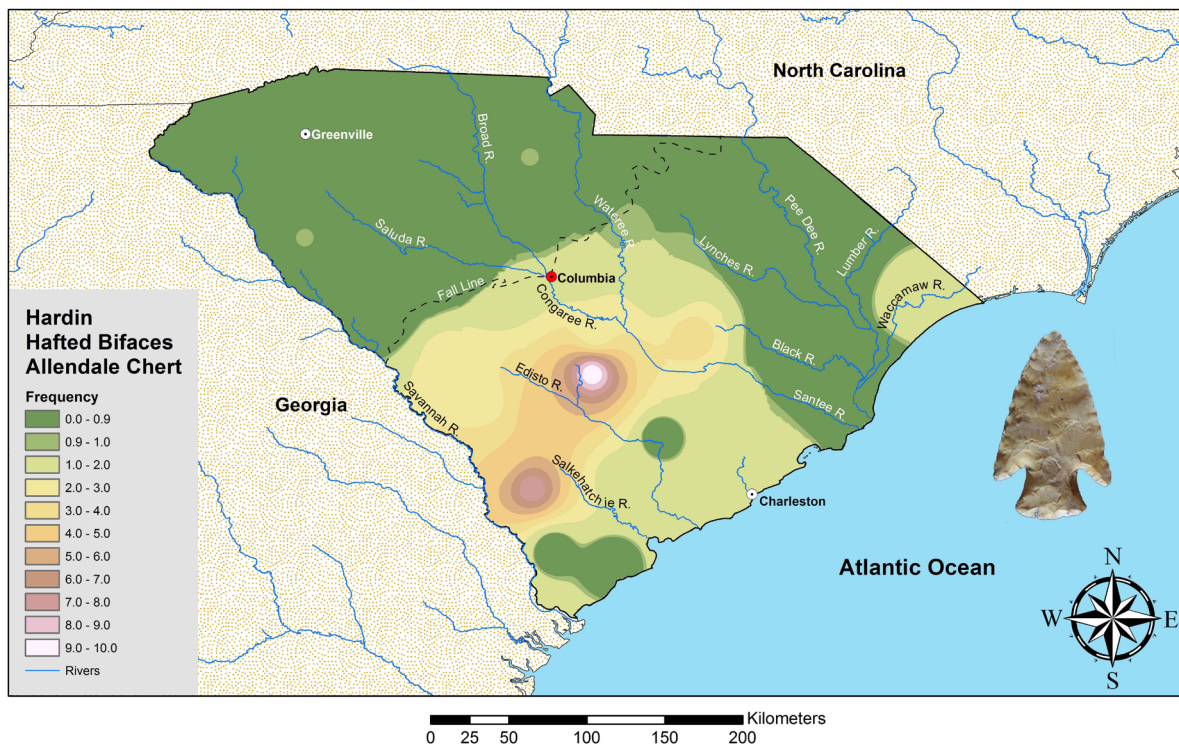 North Carolina
Greenville
Broad R.
Wateree R.
Saluda R.
Pee Dee R.
Lynches R.
Lumber R.
Fall Line
Columbia
Congaree R.
Waccamaw R.
Black R.
Edisto R.
Santee R.
Savannah R.
Georgia
Salkehatchie R.
Charleston
Atlantic Ocean
Hardin
Hafted Bifaces
Allendale Chert
Frequency
0.0 - 0.9
0.9 - 1.0
1.0 - 2.0
2.0 - 3.0
3.0 - 4.0
4.0 - 5.0
5.0 - 6.0
6.0 - 7.0
7.0 - 8.0
8.0 - 9.0
9.0 - 10.0
Rivers
N
W E
S
Kilometers
0 25 50 100 150 200